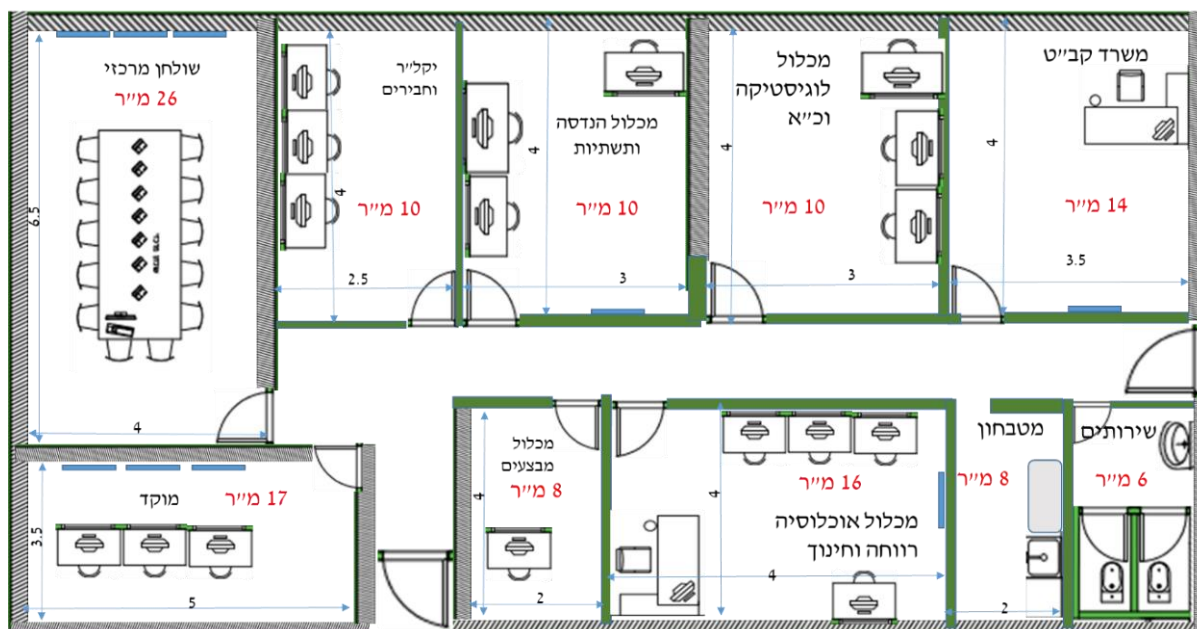 שולחן מרכזי
26 מ״ר
6.5
4
יקל״ר
וחבירים
10 מ״ר
4
2.5
מכלול הנדסה
ותשתיות
10 מ״ר
4
3
מכלול
לוגיסטיקה
וכ״א
10 מ״ר
4
3
משרד קב״ט
14 מ״ר
4
3.5
מוקד
17 מ״ר
3.5
5
מכלול
מבצעים
8 מ״ר
4
2
16 מ״ר
מכלול אוכלוסיה
רווחה וחינוך
4
4
מטבחון
8 מ״ר
2
שירותים
6 מ״ר